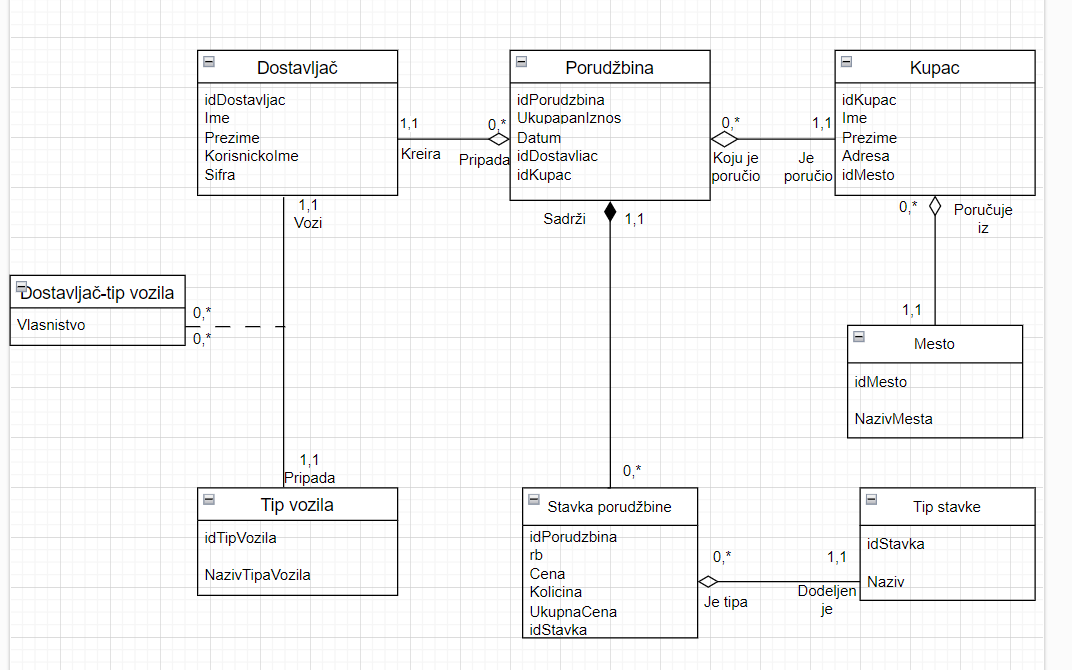 Dostavljač
idDostavljac
Ime
Prezime
KorisnickoIme
Sifra
1,1
Kreira
0,*
Pripada
Porudžbina
idPorudzbina
UkupapanIznos
Datum
idDostavliac
idKupac
0,*
Koju je
poručio
1,1
Je
poručio
Kupac
idKupac
Ime
Prezime
Adresa
idMesto
1,1
Vozi
Sadrži
1,1
0,*
Poručuje
iz
Dostavljač-tip vozila
Vlasnistvo
0,*
0,*
1,1
Mesto
idMesto
NazivMesta
1,1
Pripada
0,*
Tip vozila
idTipVozila
NazivTipaVozila
Stavka porudžbine
idPorudzbina
rb
Cena
Kolicina
UkupnaCena
idStavka
0,*
Je tipa
1,1
Dodeljen
je
Tip stavke
idStavka
Naziv